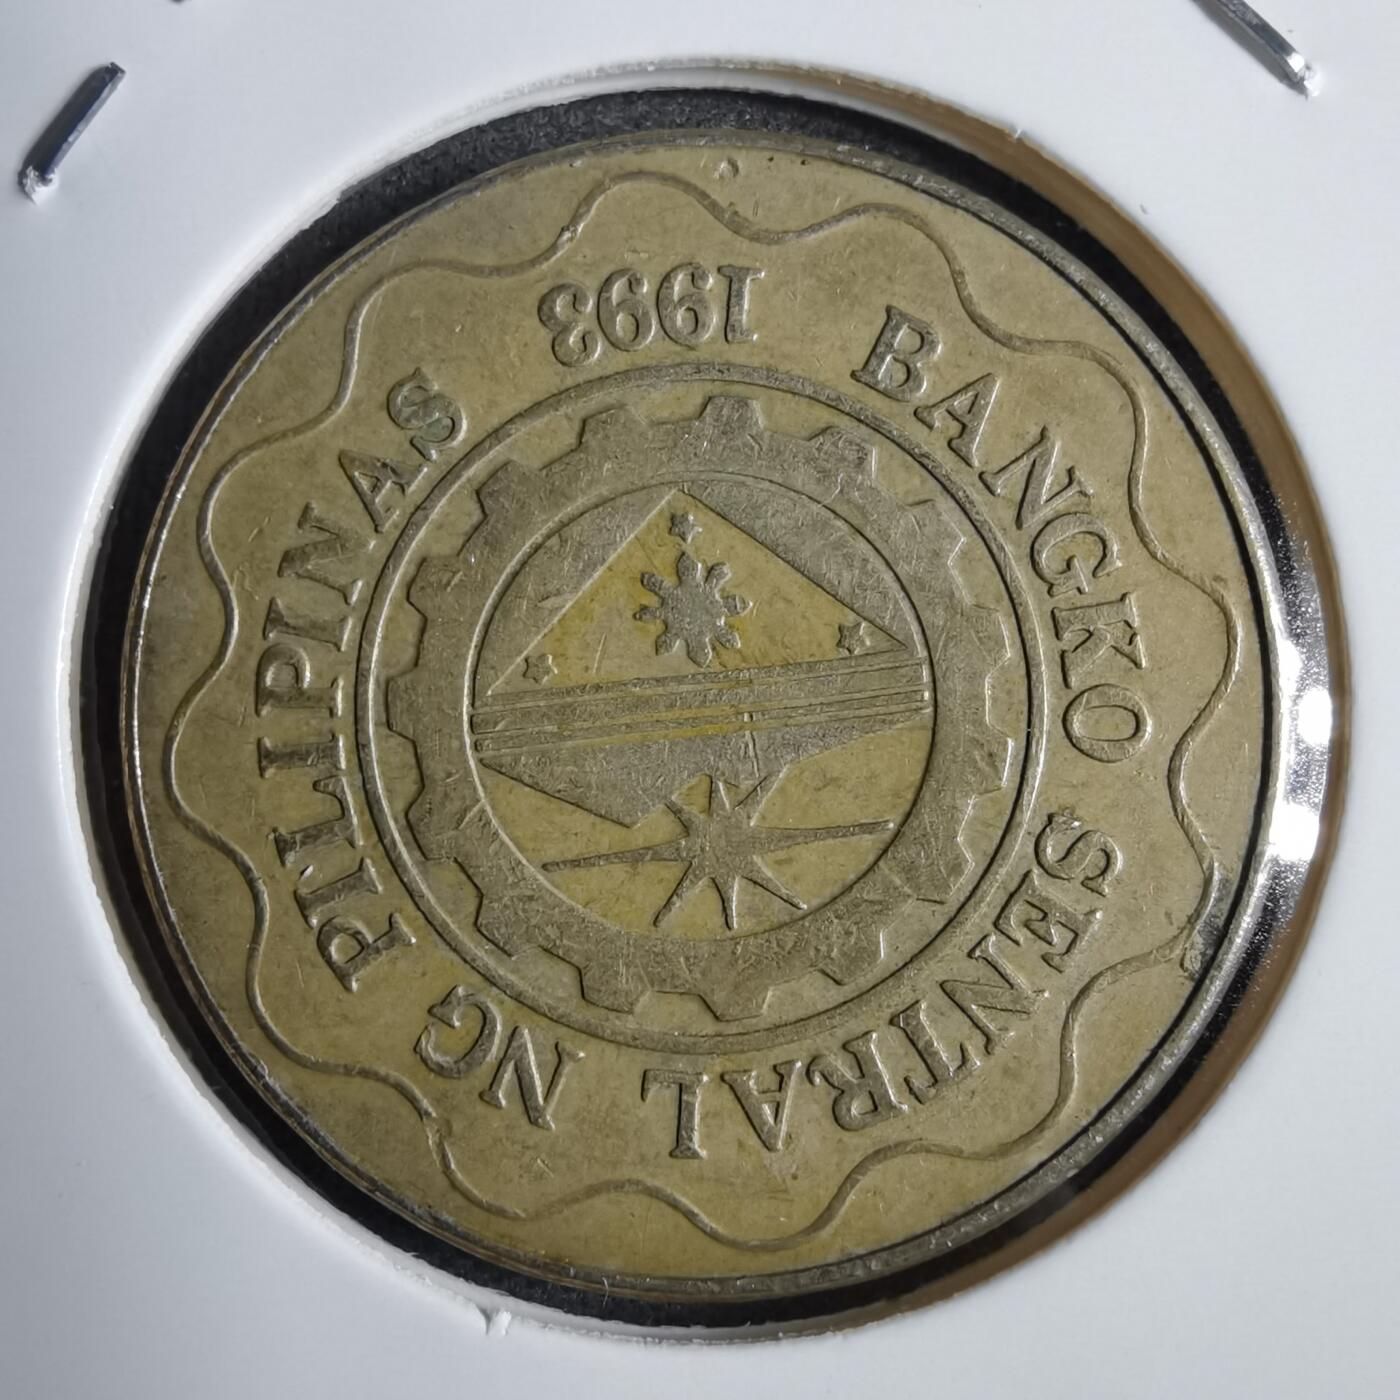 BANGKO SENTRAL NG PILIPINAS
1993